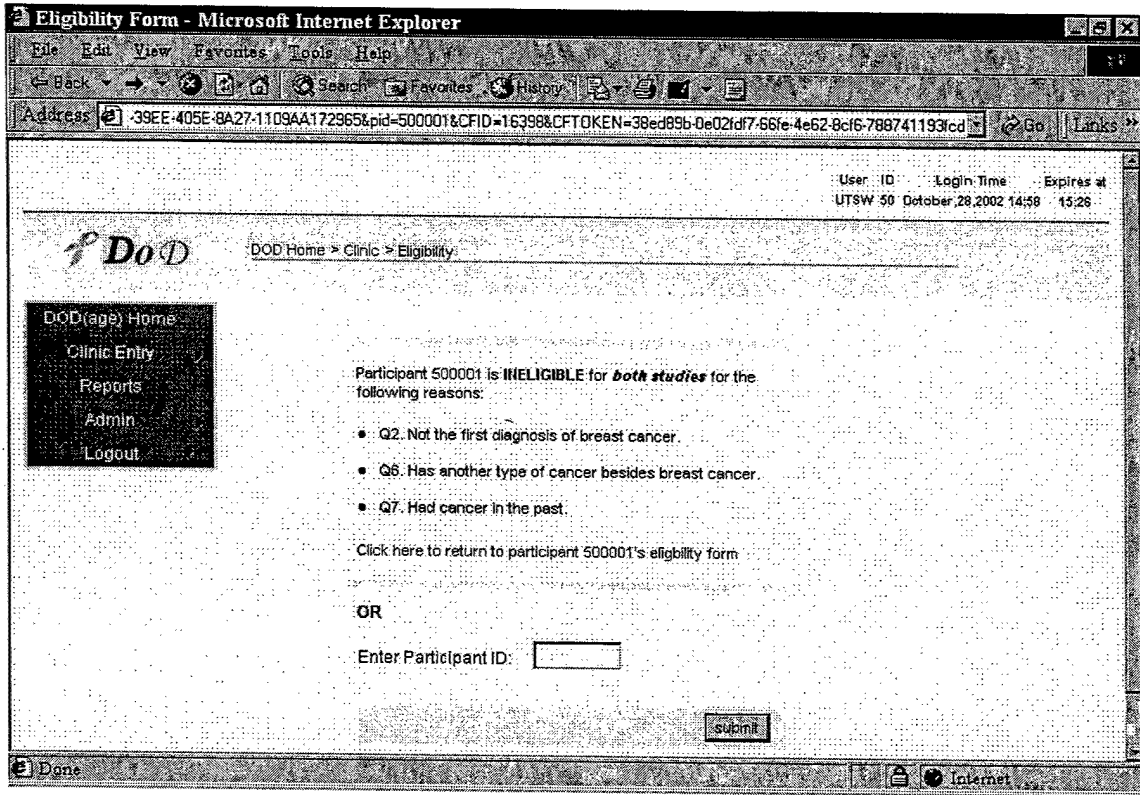 Eligibility Form - Microsoft Internet Explorer
File Edit View Favorites Tools Help
Back Search Favorites History
Address -39EE-405E-8A27-1109AA172965&pid=500001&CFID=16398&CFTOKEN=38ed89b-0e02fdf7-66fe-4e62-8cf6-788741193fcd Go Links »
User ID Login Time Expires at
UTSW 50 October,28,2002 14:58 15:26
DoD
DOD Home > Clinic > Eligibility
DOD(age) Home
Clinic Entry
Reports
Admin
Logout
Participant 500001 is INELIGIBLE for both studies for the
following reasons:
• Q2. Not the first diagnosis of breast cancer.
• Q6. Has another type of cancer besides breast cancer.
• Q7. Had cancer in the past.
Click here to return to participant 500001's eligbility form
OR
Enter Participant ID:
submit
Done Internet